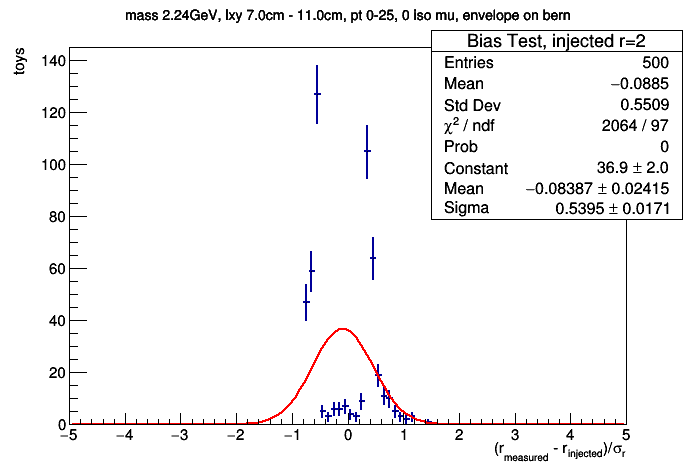 mass 2.24GeV, lxy 7.0cm - 11.0cm, pt 0-25, 0 Iso mu, envelope on bern
Bias Test, injected r=2
Entries 500
Mean −0.0885
Std Dev 0.5509
χ² / ndf 2064 / 97
Prob 0
Constant 36.9 ± 2.0
Mean −0.08387 ± 0.02415
Sigma 0.5395 ± 0.0171
toys
140
120
100
80
60
40
20
0
−5 −4 −3 −2 −1 0 1 2 3 4 5
(r_measured - r_injected)/σ_r